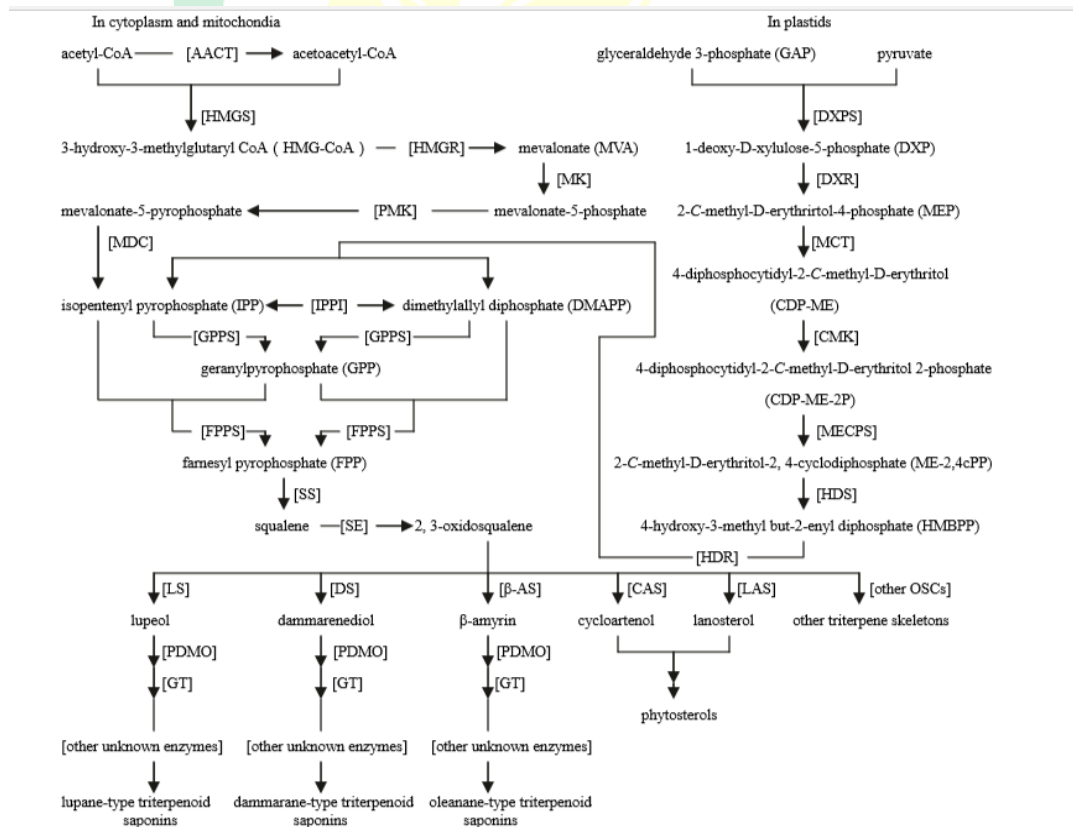 In cytoplasm and mitochondia
In plastids
acetyl-CoA [AACT] acetoacetyl-CoA
glyceraldehyde 3-phosphate (GAP) pyruvate
[HMGS]
[DXPS]
3-hydroxy-3-methylglutaryl CoA ( HMG-CoA ) [HMGR] mevalonate (MVA)
1-deoxy-D-xylulose-5-phosphate (DXP)
[MK]
[DXR]
mevalonate-5-pyrophosphate [PMK] mevalonate-5-phosphate
2-C-methyl-D-erythrirtol-4-phosphate (MEP)
[MDC]
[MCT]
4-diphosphocytidyl-2-C-methyl-D-erythritol
(CDP-ME)
isopentenyl pyrophosphate (IPP) [IPPI] dimethylallyl diphosphate (DMAPP)
[GPPS] [GPPS]
[CMK]
geranylpyrophosphate (GPP)
4-diphosphocytidyl-2-C-methyl-D-erythritol 2-phosphate
(CDP-ME-2P)
[FPPS] [FPPS]
[MECPS]
farnesyl pyrophosphate (FPP)
2-C-methyl-D-erythritol-2, 4-cyclodiphosphate (ME-2,4cPP)
[SS]
[HDS]
squalene [SE] 2, 3-oxidosqualene
4-hydroxy-3-methyl but-2-enyl diphosphate (HMBPP)
[HDR]
[LS] [DS] [β-AS] [CAS] [LAS] [other OSCs]
lupeol dammarenediol β-amyrin cycloartenol lanosterol other triterpene skeletons
[PDMO] [PDMO] [PDMO]
[GT] [GT] [GT]
phytosterols
[other unknown enzymes] [other unknown enzymes] [other unknown enzymes]
lupane-type triterpenoid dammarane-type triterpenoid oleanane-type triterpenoid
saponins saponins saponins